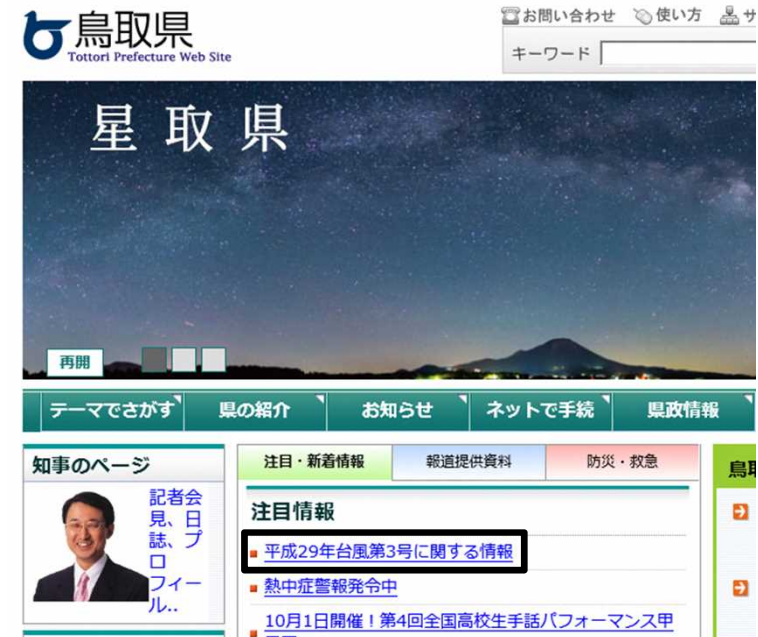 鳥取県
Tottori Prefecture Web Site
お問い合わせ 使い方 サ
キーワード
星取県
再開
テーマでさがす 県の紹介 お知らせ ネットで手続 県政情報
知事のページ
記者会
見、日
誌、プ
ロ
フィー
ル..
注目・新着情報 報道提供資料 防災・救急
注目情報
平成29年台風第3号に関する情報
熱中症警報発令中
10月1日開催！第4回全国高校生手話パフォーマンス甲
鳥